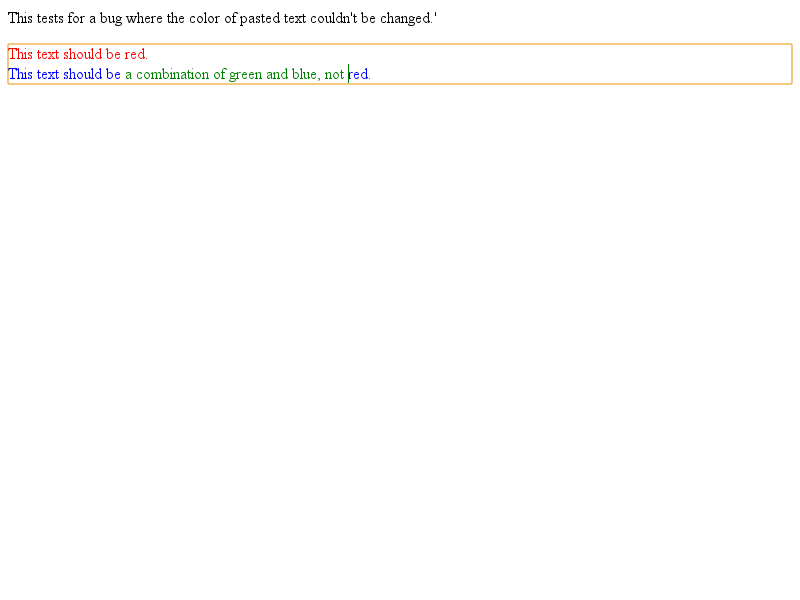 This tests for a bug where the color of pasted text couldn't be changed.'
This text should be red.
This text should be a combination of green and blue, not red.